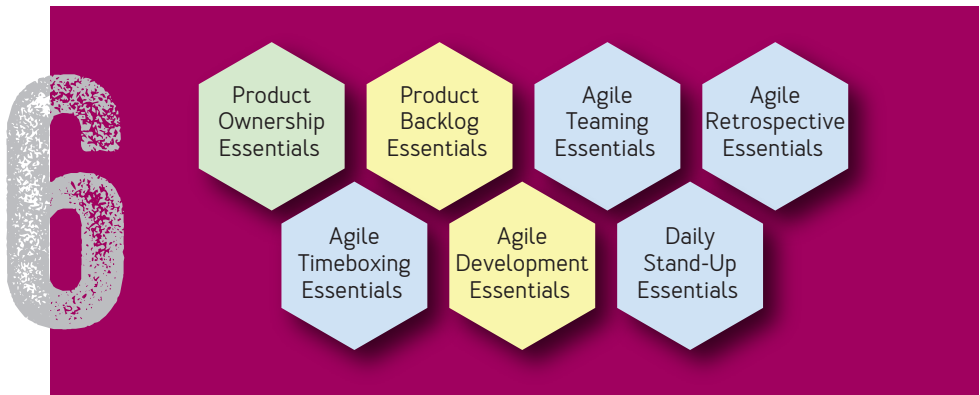 6
Product
Ownership
Essentials
Product
Backlog
Essentials
Agile
Teaming
Essentials
Agile
Retrospective
Essentials
Agile
Timeboxing
Essentials
Agile
Development
Essentials
Daily
Stand-Up
Essentials